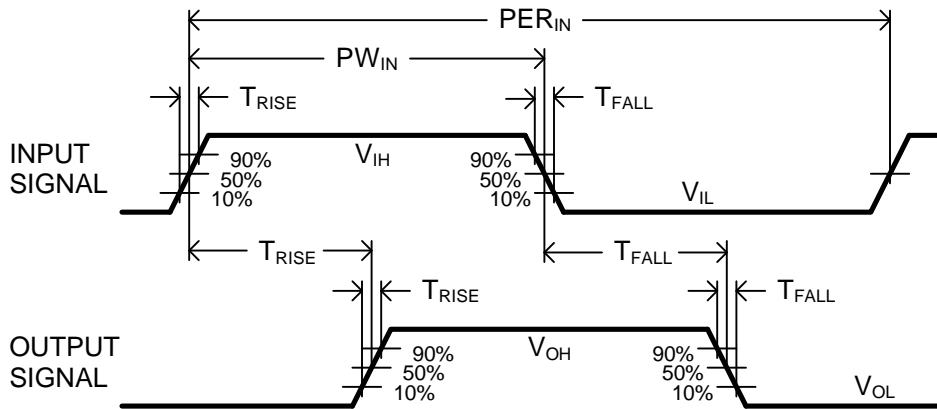 PER_IN
PW_IN
T_RISE
T_FALL
INPUT
SIGNAL
90%
50%
10%
V_IH
90%
50%
10%
V_IL
T_RISE
T_FALL
T_RISE
T_FALL
OUTPUT
SIGNAL
90%
50%
10%
V_OH
90%
50%
10%
V_OL